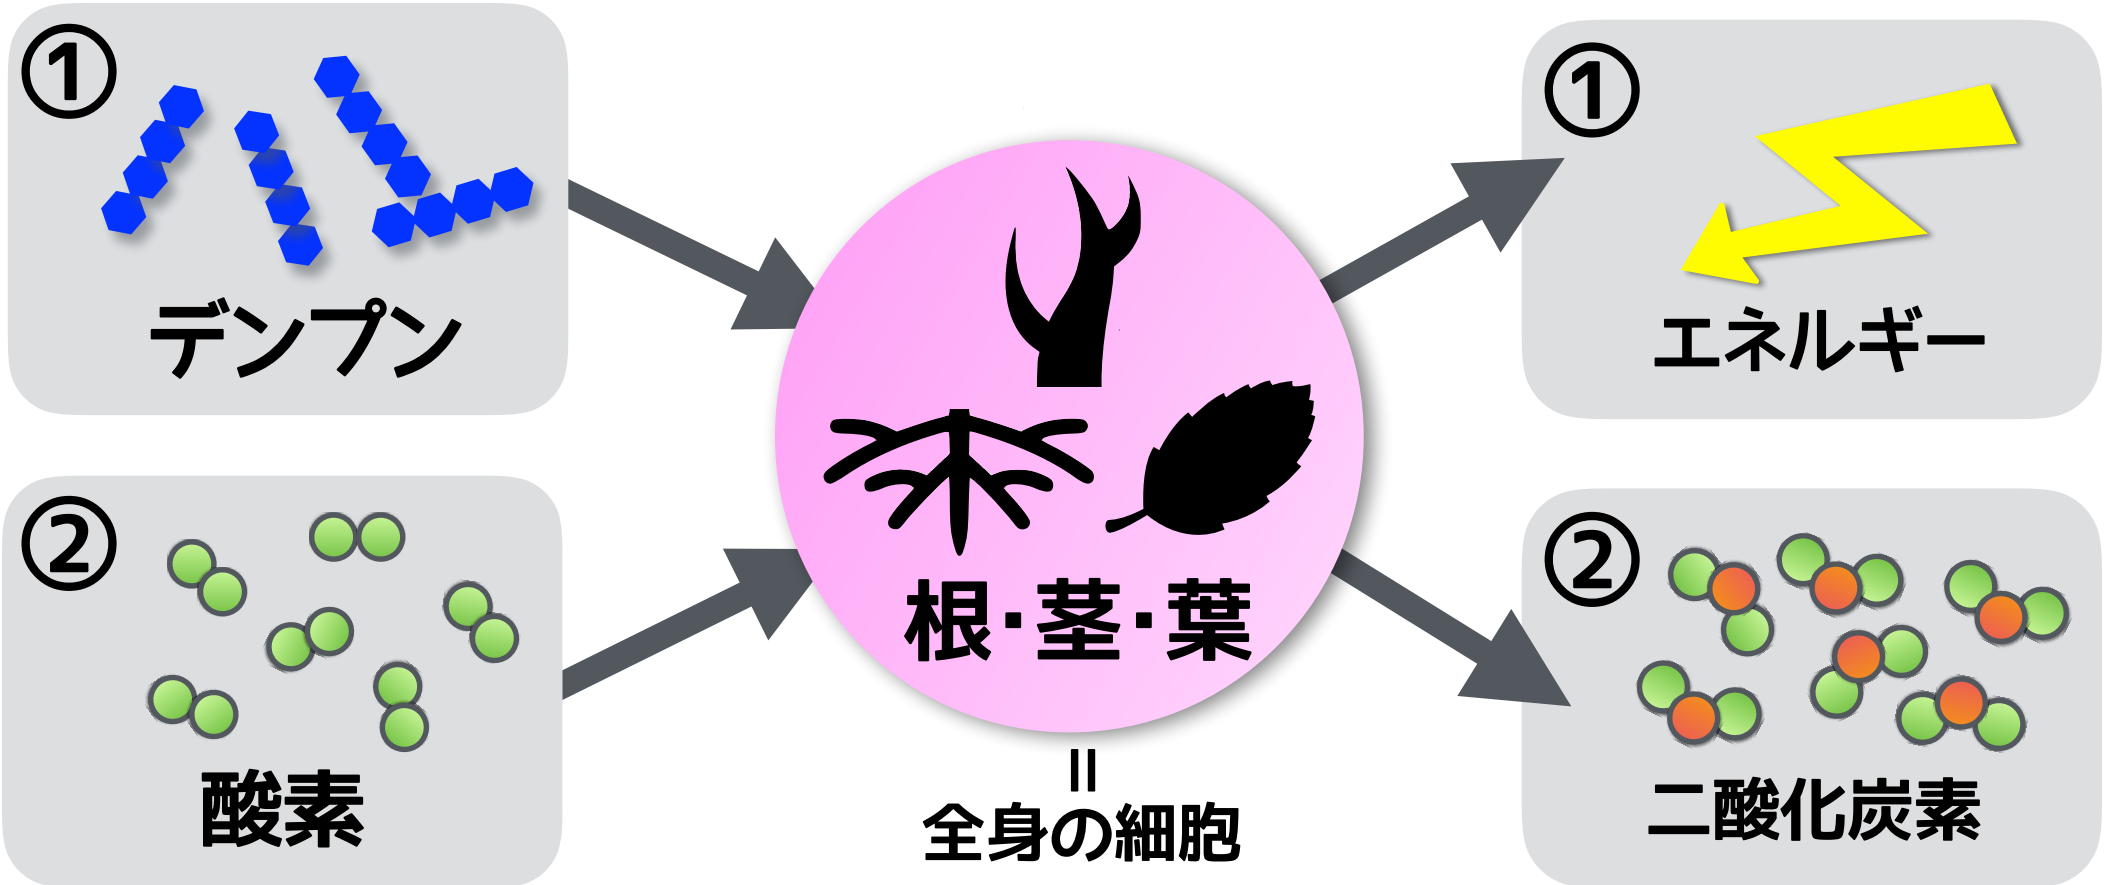 ①
デンプン
②
酸素
根・茎・葉
=
全身の細胞
①
エネルギー
②
二酸化炭素